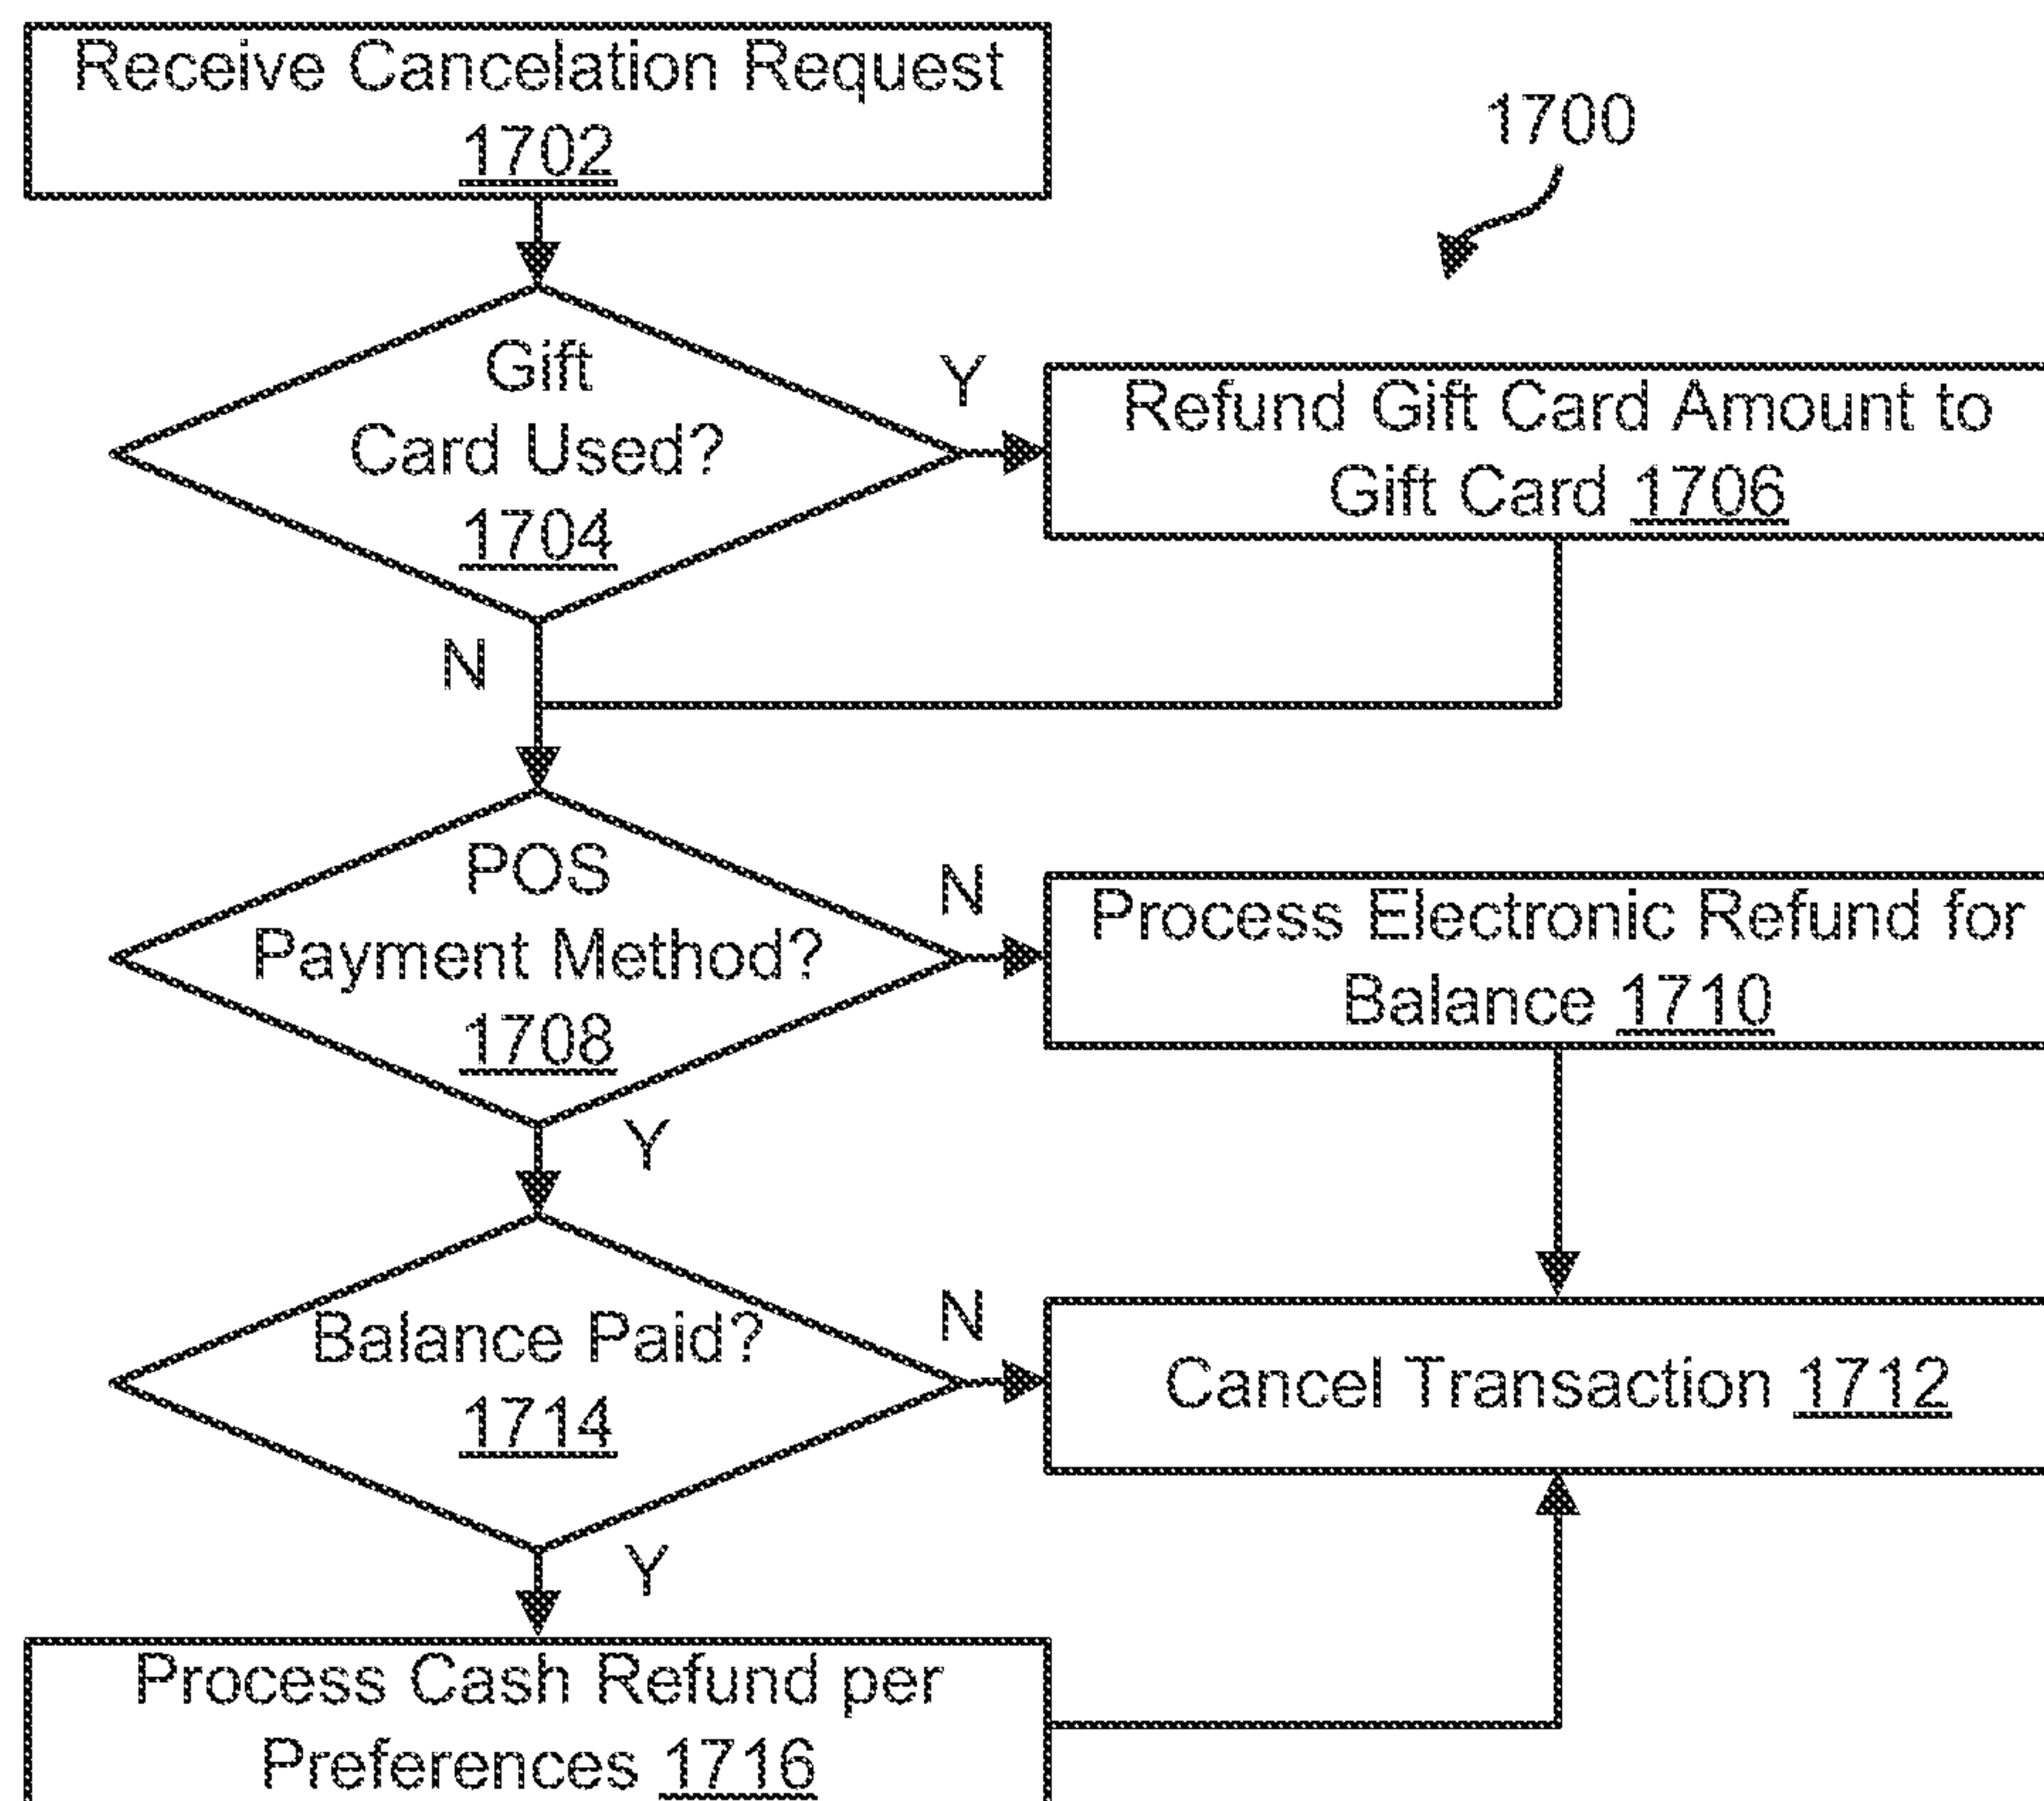 Receive Cancelation Request
1702
1700
Gift
Card Used?
1704
Y
Refund Gift Card Amount to
Gift Card 1706
N
POS
Payment Method?
1708
N
Process Electronic Refund for
Balance 1710
Y
Balance Paid?
1714
N
Cancel Transaction 1712
Y
Process Cash Refund per
Preferences 1716